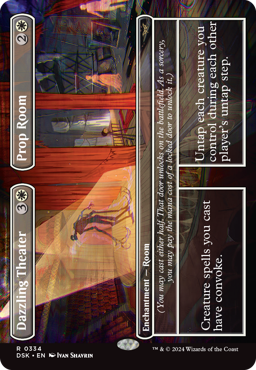 Dazzling Theater 3
Creature spells you cast
have convoke.
Prop Room 2
Untap each creature you
control during each other
player's untap step.
Enchantment — Room
(You may cast either half. That door unlocks on the battlefield. As a sorcery,
you may pay the mana cost of a locked door to unlock it.)
R 0334
DSK • EN Ivan Shavrin
™ & © 2024 Wizards of the Coast